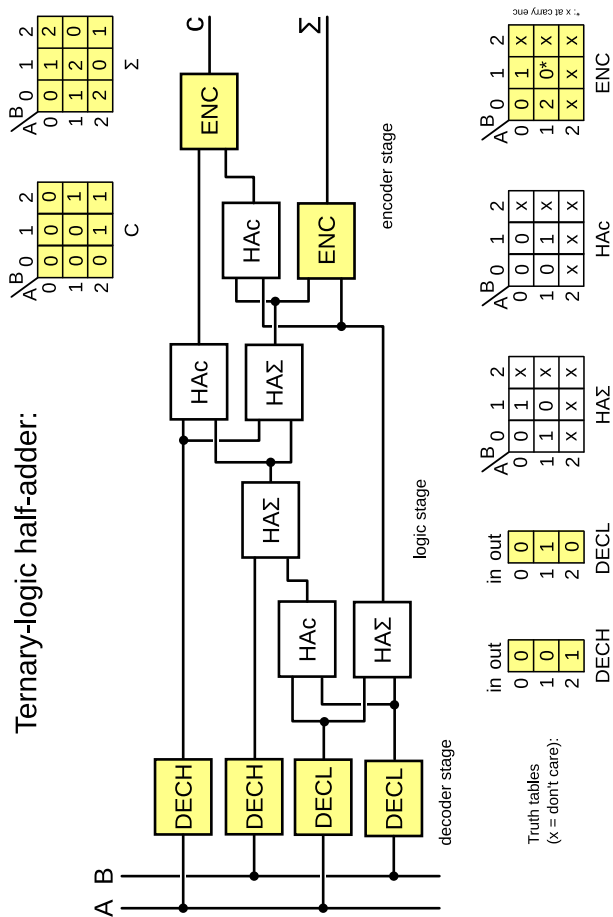 Ternary-logic half-adder:
B
A 0 1 2
0 0 0 0
1 0 0 1
2 0 1 1
C
B
A 0 1 2
0 0 1 2
1 1 2 0
2 2 0 1
Σ
A B
DECH
DECH
DECL
DECL
HAc
HAΣ
HAΣ
HAc
HAΣ
HAc
ENC
ENC
C
Σ
decoder stage
logic stage
encoder stage
Truth tables
(x = don't care):
in out
0 0
1 0
2 1
DECH
in out
0 0
1 1
2 0
DECL
B
A 0 1 2
0 0 1 x
1 1 0 x
2 x x x
HAΣ
B
A 0 1 2
0 0 0 x
1 0 1 x
2 x x x
HAc
B
A 0 1 2
0 0 1 x
1 2 0* x
2 x x x
ENC
*: x at carry enc